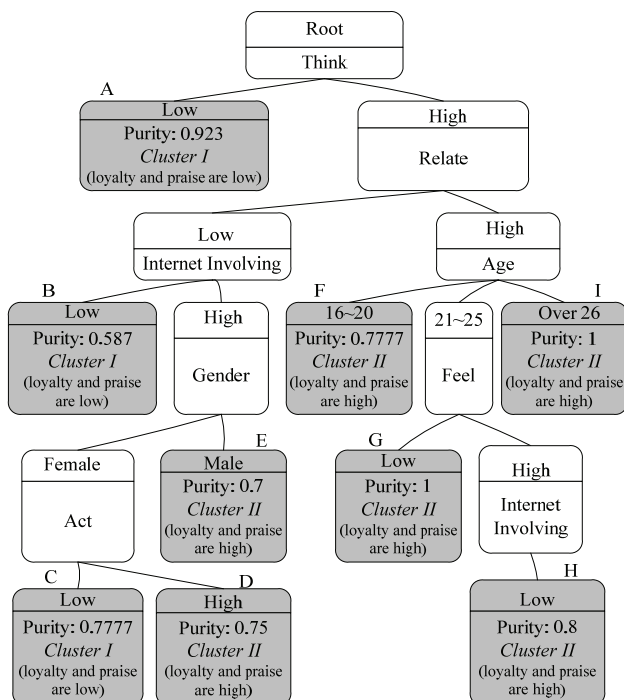 Root
Think
A
Low
Purity: 0.923
Cluster I
(loyalty and praise are low)
High
Relate
Low
Internet Involving
High
Age
B
Low
Purity: 0.587
Cluster I
(loyalty and praise
are low)
High
Gender
F
16~20
Purity: 0.7777
Cluster II
(loyalty and praise
are high)
21~25
Feel
I
Over 26
Purity: 1
Cluster II
(loyalty and praise
are high)
Female
Act
E
Male
Purity: 0.7
Cluster II
(loyalty and praise
are high)
G
Low
Purity: 1
Cluster II
(loyalty and praise
are high)
High
Internet
Involving
C
Low
Purity: 0.7777
Cluster I
(loyalty and praise
are low)
D
High
Purity: 0.75
Cluster II
(loyalty and praise
are high)
H
Low
Purity: 0.8
Cluster II
(loyalty and praise
are high)